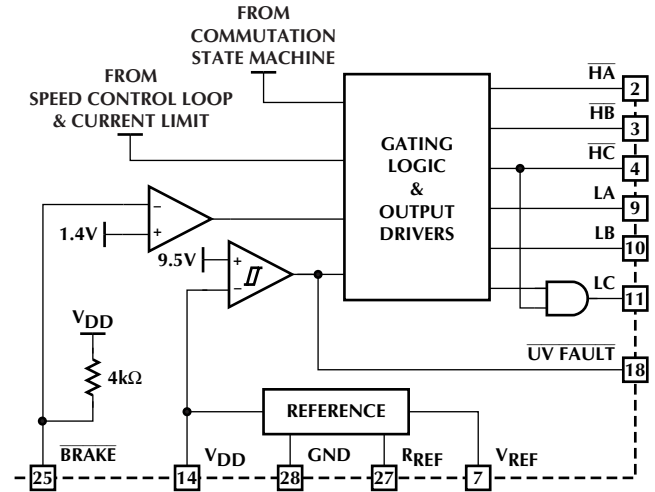 FROM
COMMUTATION
STATE MACHINE
FROM
SPEED CONTROL LOOP
& CURRENT LIMIT
GATING
LOGIC
&
OUTPUT
DRIVERS
HA
2
HB
3
HC
4
LA
9
LB
10
LC
11
UV FAULT
18
–
+
1.4V
9.5V
+
–
VDD
4kΩ
REFERENCE
25
BRAKE
14
VDD
28
GND
27
RREF
7
VREF